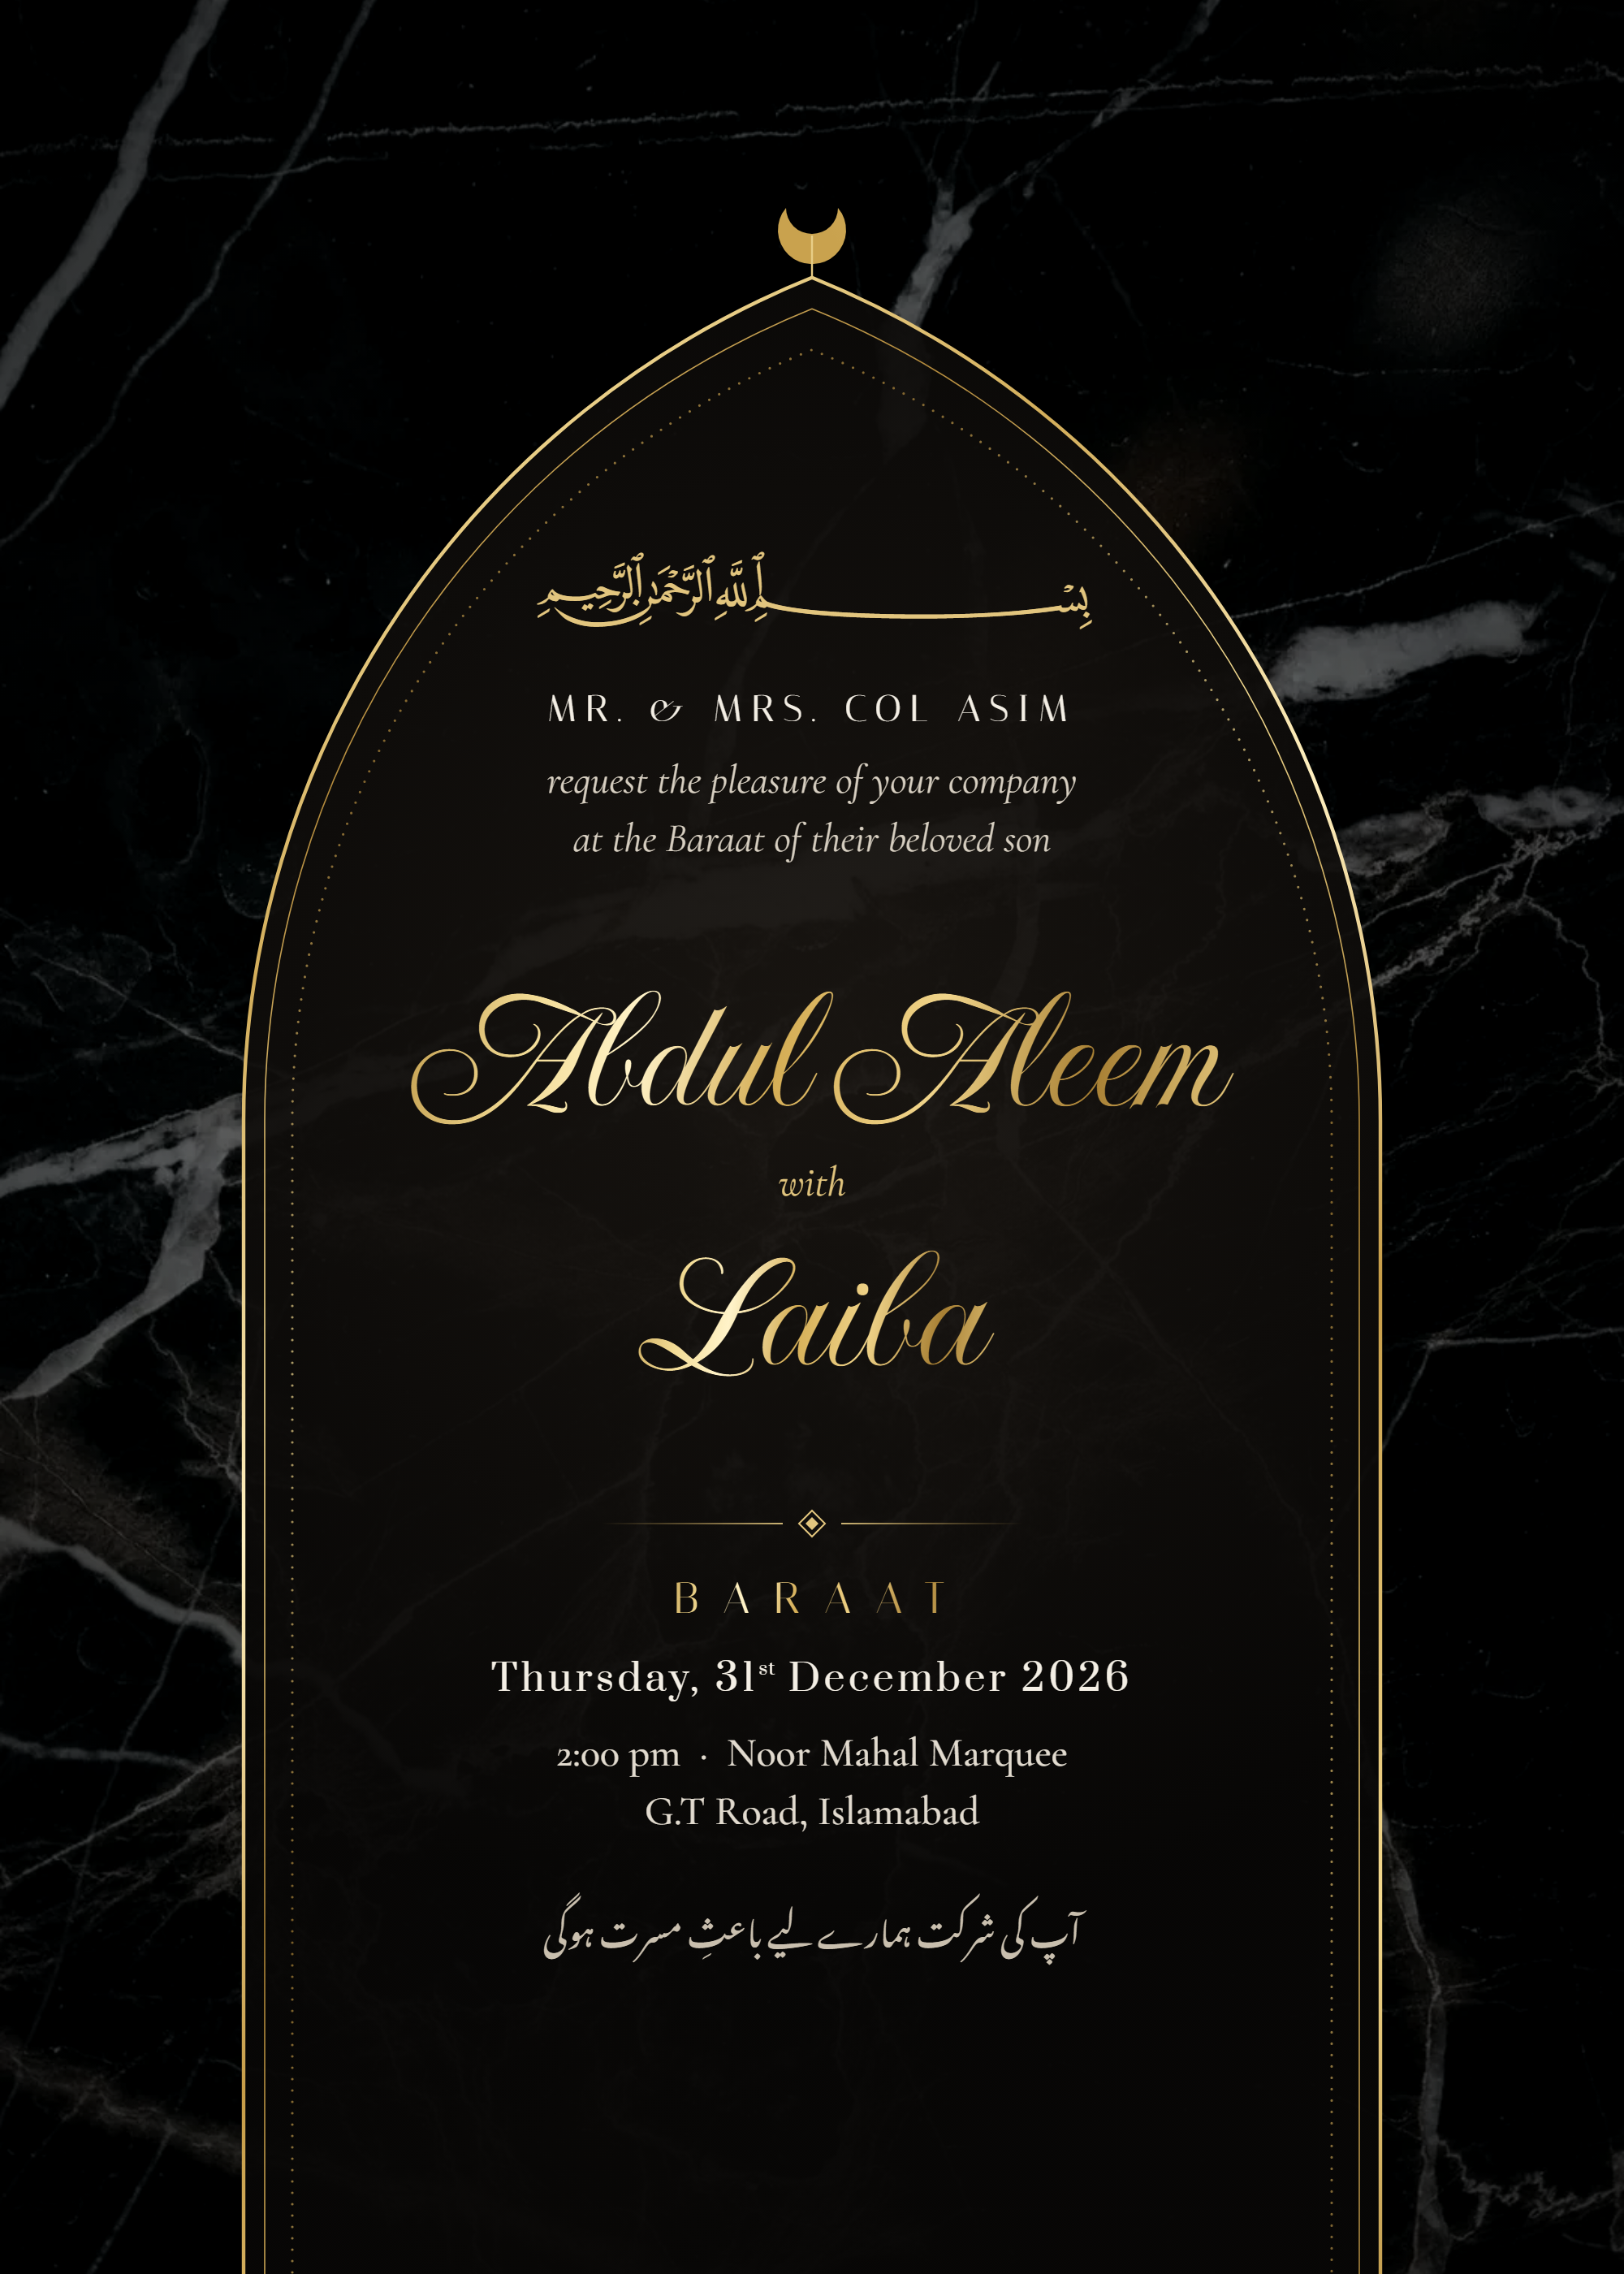 بِسْمِ ٱللَّهِ ٱلرَّحْمَٰنِ ٱلرَّحِيمِ
MR. & MRS. COL ASIM
request the pleasure of your company
at the Baraat of their beloved son
Abdul Aleem
with
Laiba
BARAAT
Thursday, 31st December 2026
2:00 pm · Noor Mahal Marquee
G.T Road, Islamabad
آپ کی شرکت ہمارے لیے باعثِ مسرت ہوگی